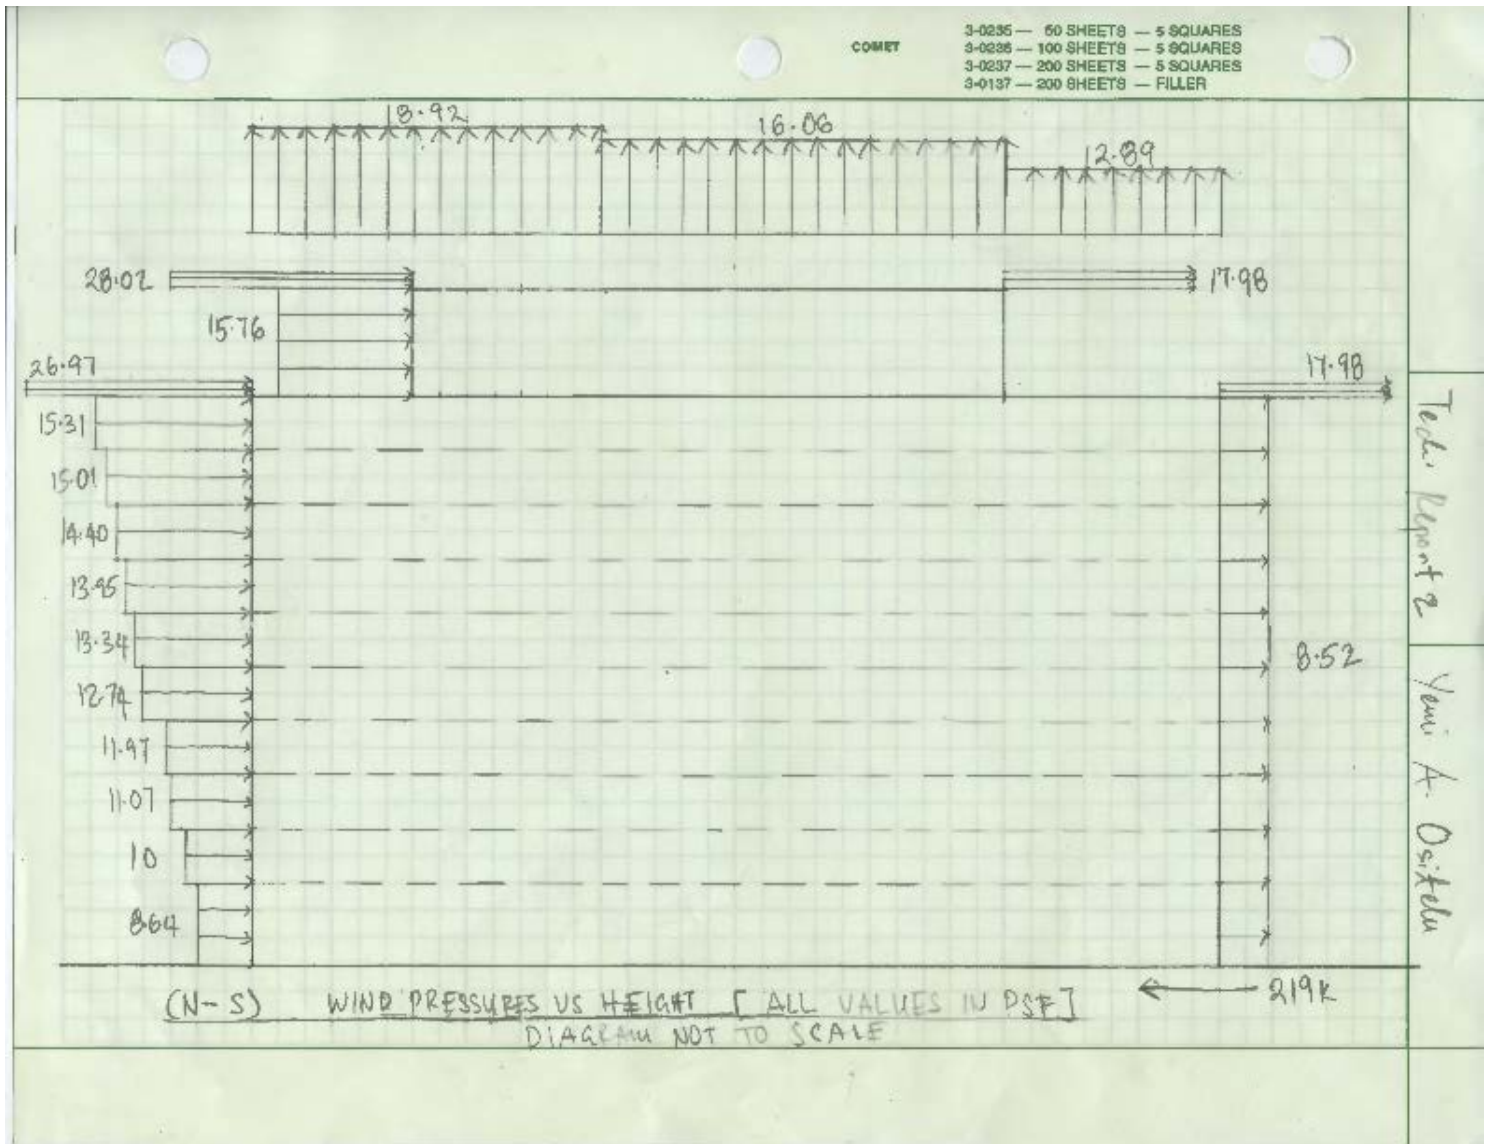 COMET
3-0235 — 50 SHEETS — 5 SQUARES
3-0236 — 100 SHEETS — 5 SQUARES
3-0237 — 200 SHEETS — 5 SQUARES
3-0137 — 200 SHEETS — FILLER
18.92
16.06
12.89
28.02
17.98
15.76
26.97
17.98
15.31
15.01
14.40
13.95
13.34
12.74
11.97
11.07
10
8.64
8.52
219K
(N-S) WIND PRESSURES VS HEIGHT [ ALL VALUES IN PSF]
DIAGRAM NOT TO SCALE
Tech. Report 2
Yemi A. Ositelu